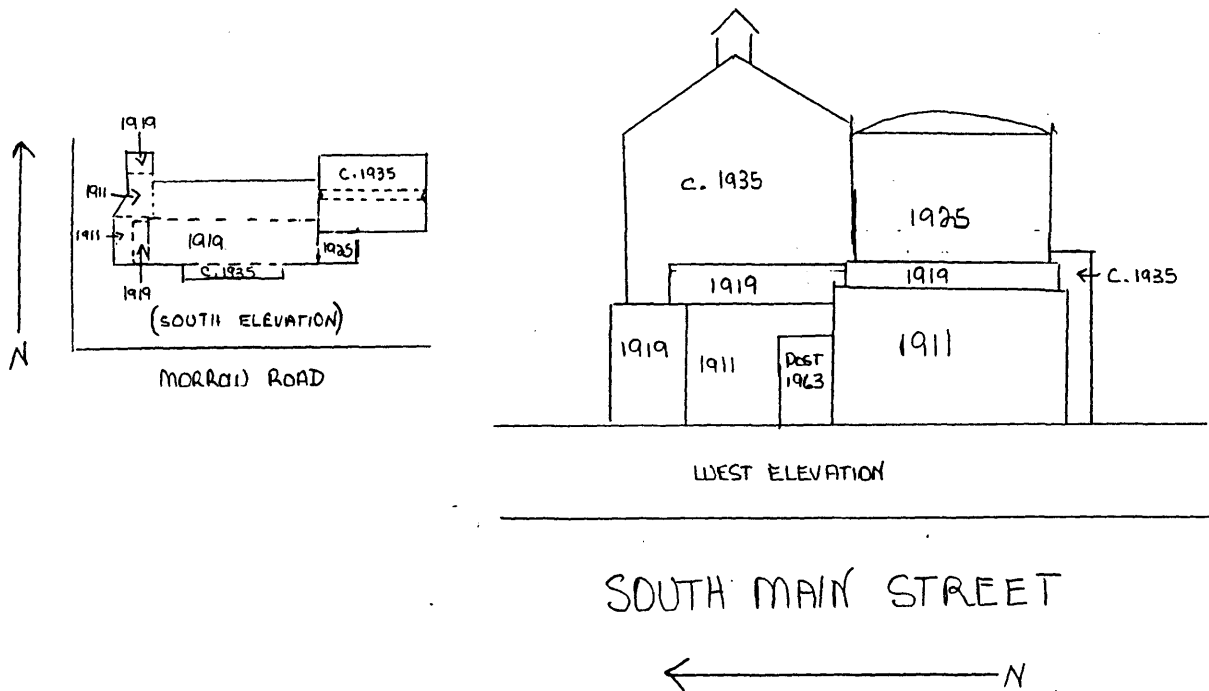 1919
1911
C.1935
1911
1919
1925
C.1935
1919
(SOUTH ELEVATION)
N
MORROW ROAD
C. 1935
1925
1919
1919
C.1935
1919
1911
POST
1963
1911
WEST ELEVATION
SOUTH MAIN STREET
N